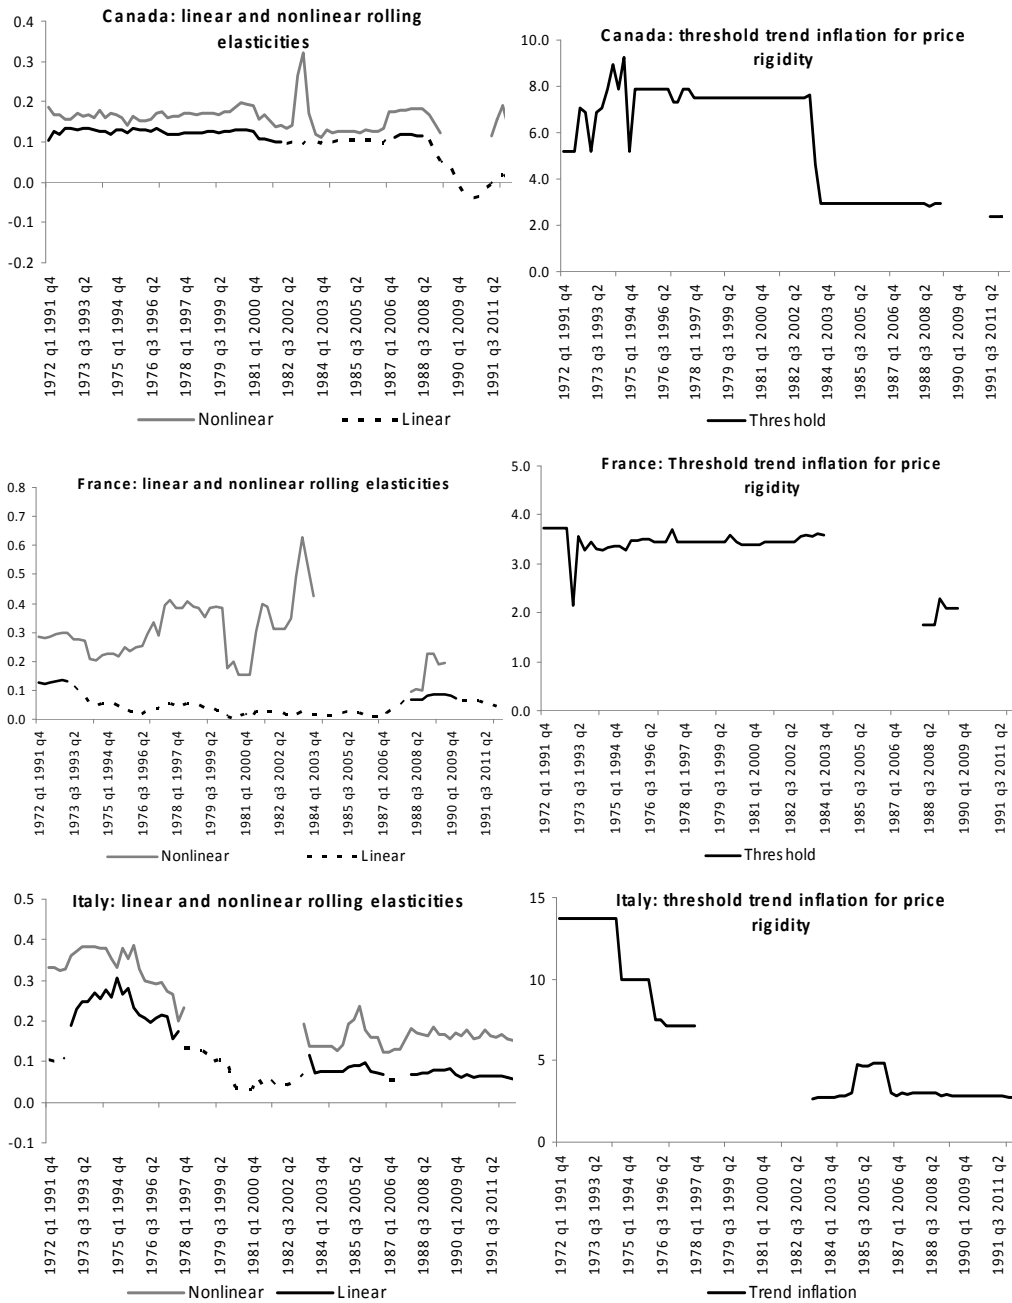 Canada: linear and nonlinear rolling
elasticities
0.4
0.3
0.2
0.1
0.0
-0.1
-0.2
1972 q1 1991 q4
1973 q3 1993 q2
1975 q1 1994 q4
1976 q3 1996 q2
1978 q1 1997 q4
1979 q3 1999 q2
1981 q1 2000 q4
1982 q3 2002 q2
1984 q1 2003 q4
1985 q3 2005 q2
1987 q1 2006 q4
1988 q3 2008 q2
1990 q1 2009 q4
1991 q3 2011 q2
Nonlinear
Linear
Canada: threshold trend inflation for price
rigidity
10.0
8.0
6.0
4.0
2.0
0.0
1972 q1 1991 q4
1973 q3 1993 q2
1975 q1 1994 q4
1976 q3 1996 q2
1978 q1 1997 q4
1979 q3 1999 q2
1981 q1 2000 q4
1982 q3 2002 q2
1984 q1 2003 q4
1985 q3 2005 q2
1987 q1 2006 q4
1988 q3 2008 q2
1990 q1 2009 q4
1991 q3 2011 q2
Threshold
France: linear and nonlinear rolling elasticities
0.8
0.7
0.6
0.5
0.4
0.3
0.2
0.1
0.0
1972 q1 1991 q4
1973 q3 1993 q2
1975 q1 1994 q4
1976 q3 1996 q2
1978 q1 1997 q4
1979 q3 1999 q2
1981 q1 2000 q4
1982 q3 2002 q2
1984 q1 2003 q4
1985 q3 2005 q2
1987 q1 2006 q4
1988 q3 2008 q2
1990 q1 2009 q4
1991 q3 2011 q2
Nonlinear
Linear
France: Threshold trend inflation for price
rigidity
5.0
4.0
3.0
2.0
1.0
0.0
1972 q1 1991 q4
1973 q3 1993 q2
1975 q1 1994 q4
1976 q3 1996 q2
1978 q1 1997 q4
1979 q3 1999 q2
1981 q1 2000 q4
1982 q3 2002 q2
1984 q1 2003 q4
1985 q3 2005 q2
1987 q1 2006 q4
1988 q3 2008 q2
1990 q1 2009 q4
1991 q3 2011 q2
Threshold
Italy: linear and nonlinear rolling elasticities
0.5
0.4
0.3
0.2
0.1
0.0
-0.1
1972 q1 1991 q4
1973 q3 1993 q2
1975 q1 1994 q4
1976 q3 1996 q2
1978 q1 1997 q4
1979 q3 1999 q2
1981 q1 2000 q4
1982 q3 2002 q2
1984 q1 2003 q4
1985 q3 2005 q2
1987 q1 2006 q4
1988 q3 2008 q2
1990 q1 2009 q4
1991 q3 2011 q2
Nonlinear
Linear
Italy: threshold trend inflation for price
rigidity
15
10
5
0
1972 q1 1991 q4
1973 q3 1993 q2
1975 q1 1994 q4
1976 q3 1996 q2
1978 q1 1997 q4
1979 q3 1999 q2
1981 q1 2000 q4
1982 q3 2002 q2
1984 q1 2003 q4
1985 q3 2005 q2
1987 q1 2006 q4
1988 q3 2008 q2
1990 q1 2009 q4
1991 q3 2011 q2
Trend inflation